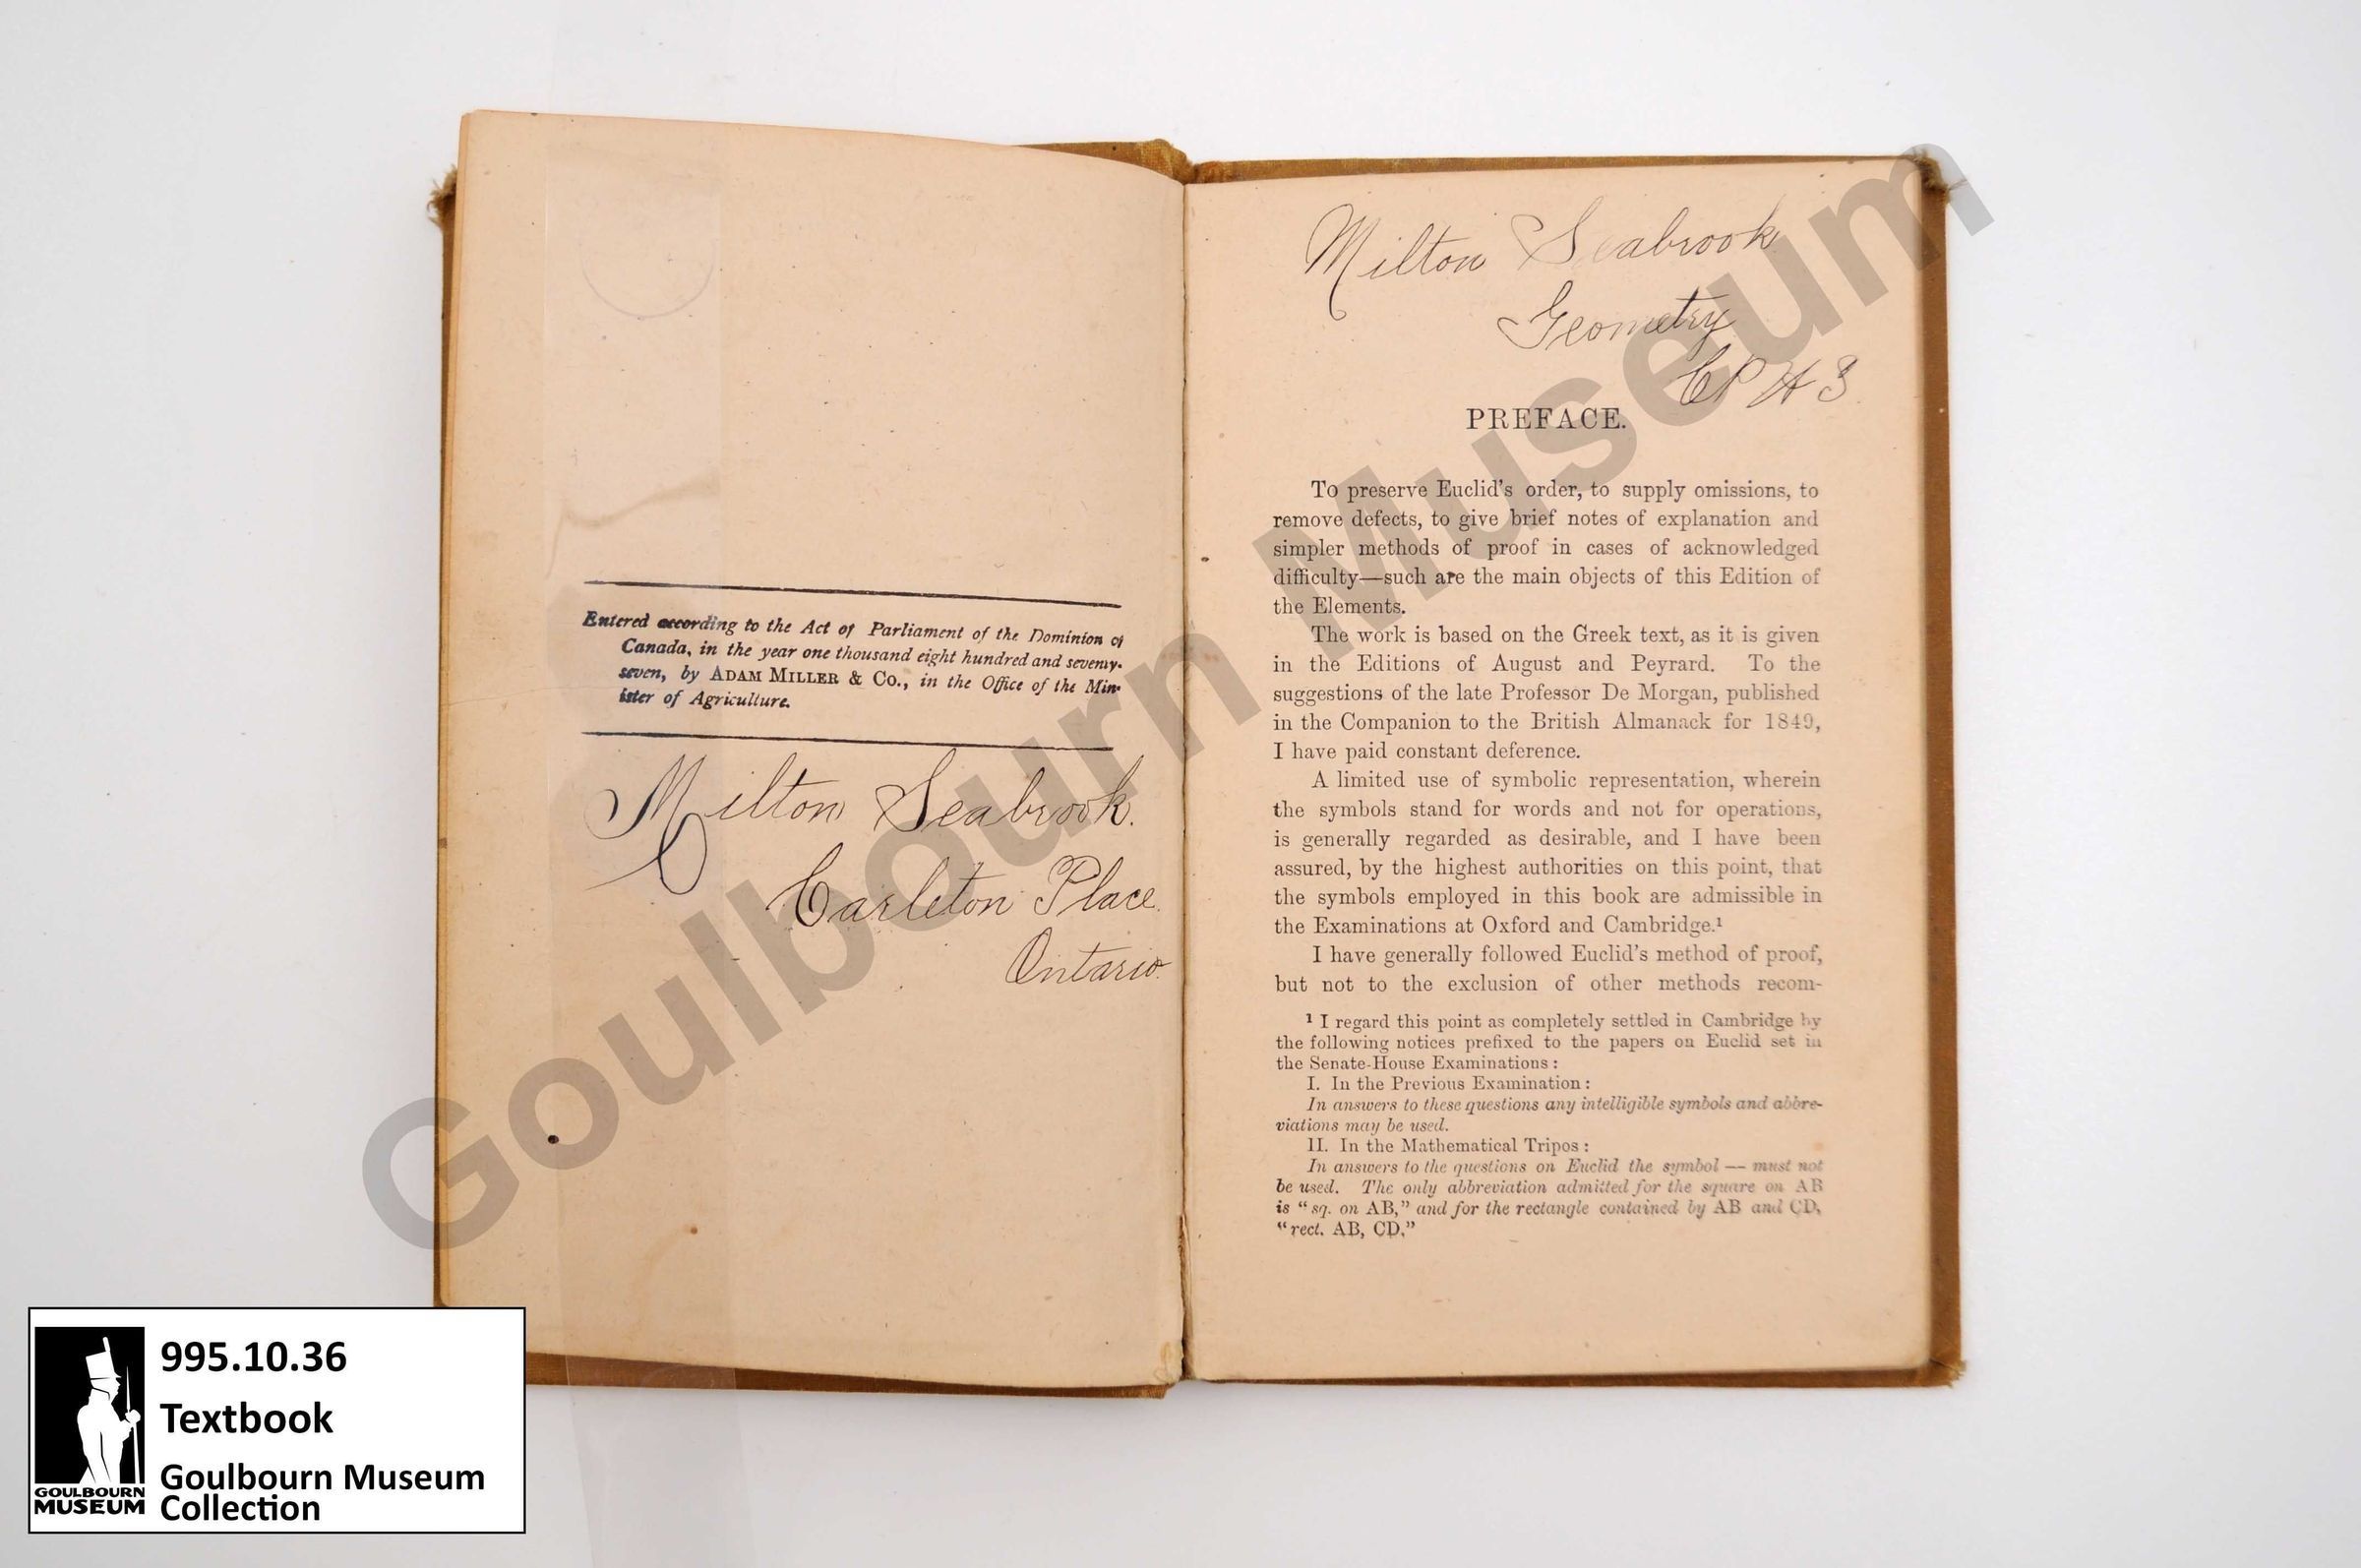 Entered according to the Act of Parliament of the Dominion of
Canada, in the year one thousand eight hundred and seventy-
seven, by ADAM MILLER & Co., in the Office of the Min-
ister of Agriculture.
Milton Seabrook.
Carleton Place.
Ontario.
Milton Seabrook
Geometry
C P H S.
PREFACE.
To preserve Euclid's order, to supply omissions, to
remove defects, to give brief notes of explanation and
simpler methods of proof in cases of acknowledged
difficulty—such are the main objects of this Edition of
the Elements.
The work is based on the Greek text, as it is given
in the Editions of August and Peyrard. To the
suggestions of the late Professor De Morgan, published
in the Companion to the British Almanack for 1849,
I have paid constant deference.
A limited use of symbolic representation, wherein
the symbols stand for words and not for operations,
is generally regarded as desirable, and I have been
assured, by the highest authorities on this point, that
the symbols employed in this book are admissible in
the Examinations at Oxford and Cambridge.¹
I have generally followed Euclid's method of proof,
but not to the exclusion of other methods recom-
¹ I regard this point as completely settled in Cambridge by
the following notices prefixed to the papers on Euclid set in
the Senate-House Examinations:
I. In the Previous Examination:
In answers to these questions any intelligible symbols and abbre-
viations may be used.
II. In the Mathematical Tripos:
In answers to the questions on Euclid the symbol — must not
be used. The only abbreviation admitted for the square on AB
is "sq. on AB," and for the rectangle contained by AB and CD,
"rect. AB, CD."
Goulbourn Museum
995.10.36
Textbook
Goulbourn Museum
Collection
GOULBOURN
MUSEUM